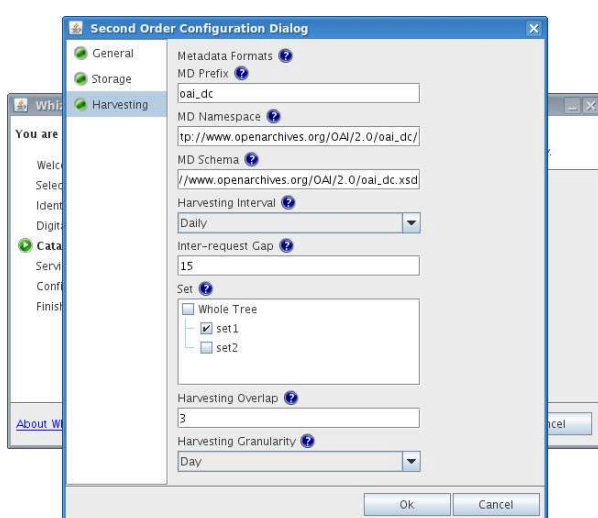 Second Order Configuration Dialog
General
Storage
Harvesting
Metadata Formats
MD Prefix
oai_dc
MD Namespace
tp://www.openarchives.org/OAI/2.0/oai_dc/
MD Schema
//www.openarchives.org/OAI/2.0/oai_dc.xsd
Harvesting Interval
Daily
Inter-request Gap
15
Set
Whole Tree
set1
set2
Harvesting Overlap
3
Harvesting Granularity
Day
Ok
Cancel
Whiz
You are
Welc
Selec
Ident
Digita
Cata
Servi
Confi
Finish
About Wh
ncel